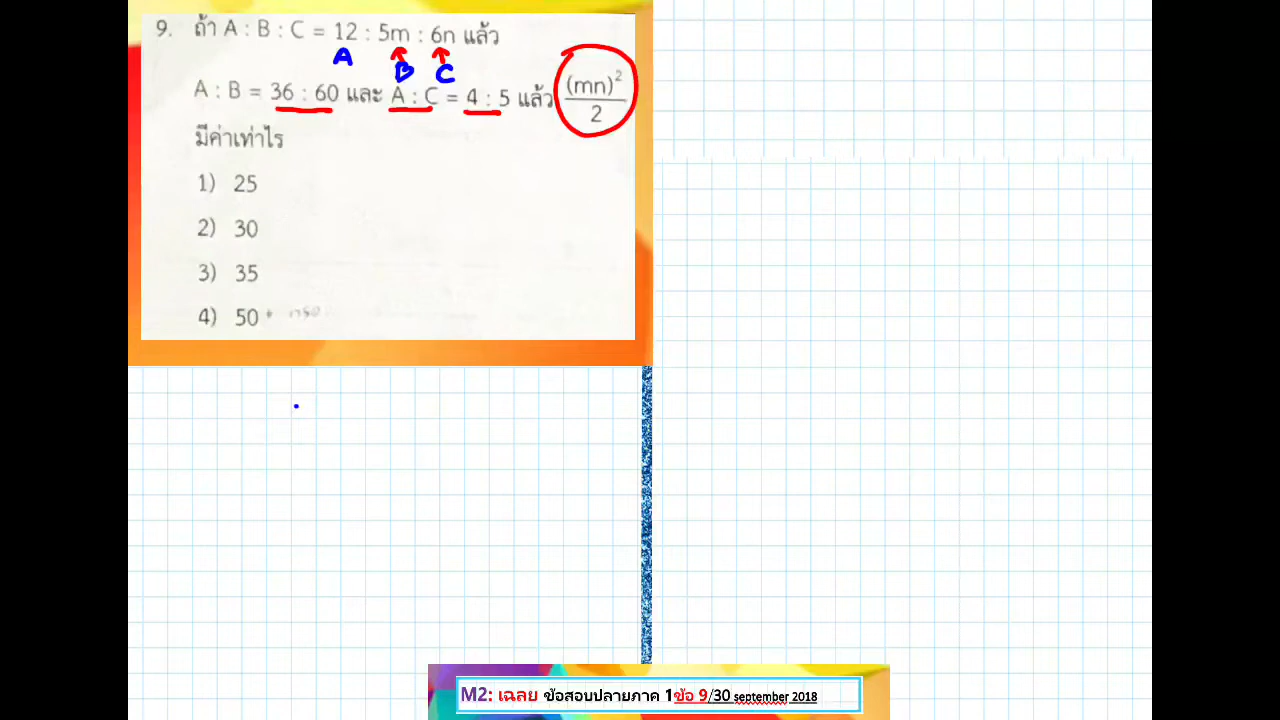 9. ถ้า A : B : C = 12 : 5m : 6n แล้ว
A B C
A : B = 36 : 60 และ A : C = 4 : 5 แล้ว (mn)²/2
มีค่าเท่าไร
1) 25
2) 30
3) 35
4) 50
M2: เฉลย ข้อสอบปลายภาค 1ข้อ 9/30 september 2018